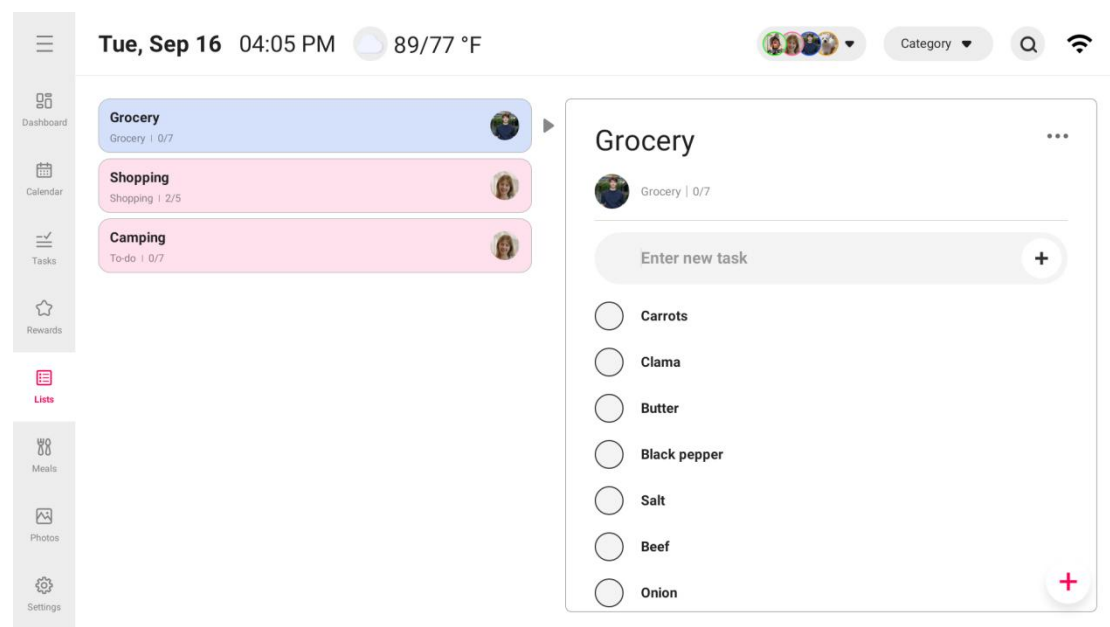 Tue, Sep 16 04:05 PM 89/77 °F
Category
Dashboard
Calendar
Tasks
Rewards
Lists
Meals
Photos
Settings
Grocery
Grocery | 0/7
Shopping
Shopping | 2/5
Camping
To-do | 0/7
Grocery
Grocery | 0/7
Enter new task
Carrots
Clama
Butter
Black pepper
Salt
Beef
Onion